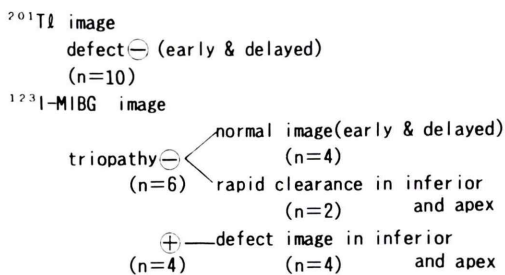 ²⁰¹Tℓ image
defect⊖ (early & delayed)
(n=10)
¹²³I-MIBG image
normal image(early & delayed)
triopathy⊖ (n=4)
(n=6) rapid clearance in inferior
(n=2) and apex
⊕—defect image in inferior
(n=4) (n=4) and apex